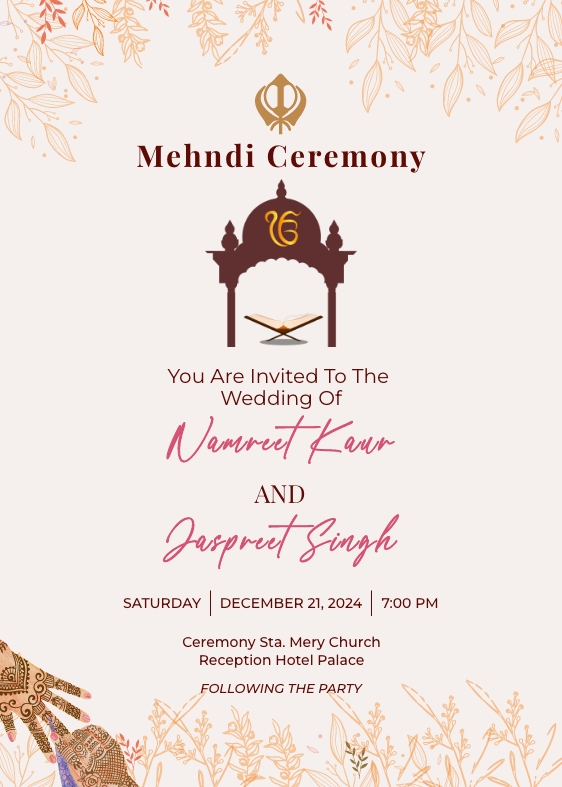 Mehndi Ceremony
ੴ
You Are Invited To The
Wedding Of
Namreet Kaur
AND
Jaspreet Singh
SATURDAY | DECEMBER 21, 2024 | 7:00 PM
Ceremony Sta. Mery Church
Reception Hotel Palace
FOLLOWING THE PARTY